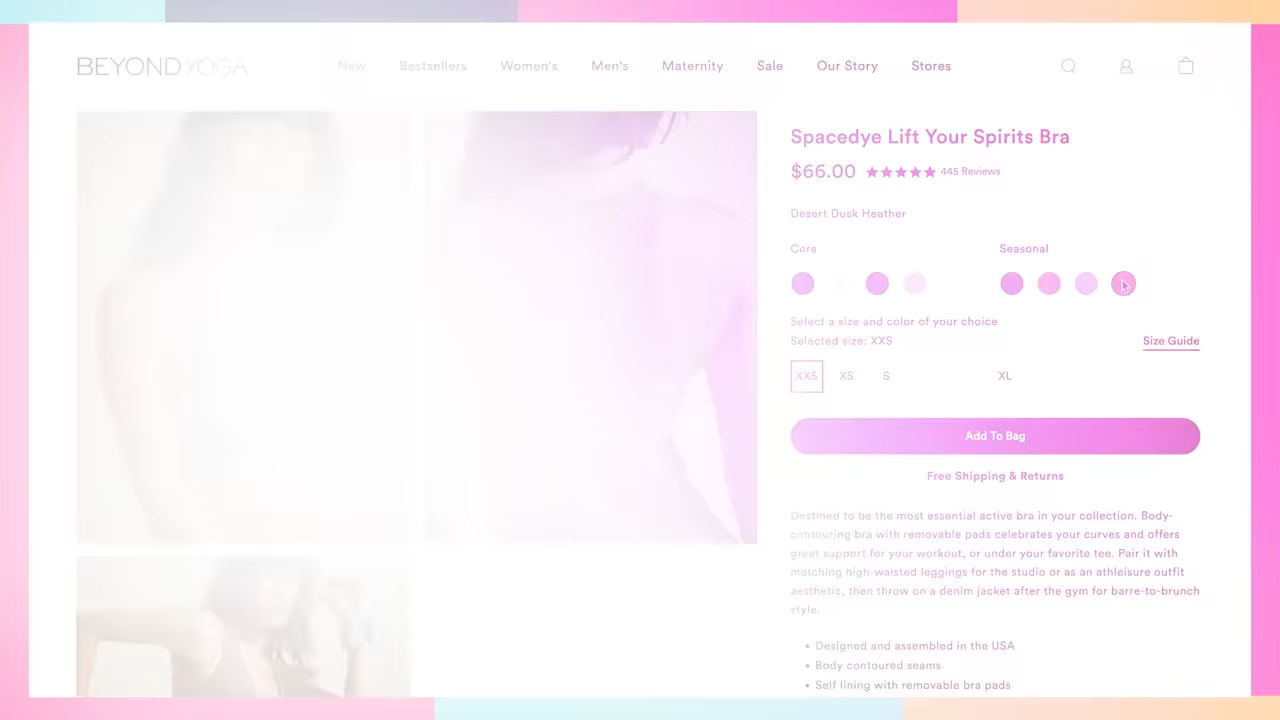 BEYOND YOGA
New Bestsellers Women's Men's Maternity Sale Our Story Stores
Spacedye Lift Your Spirits Bra
$66.00 445 Reviews
Desert Dusk Heather
Core Seasonal
Select a size and color of your choice
Selected size: XXS Size Guide
XXS XS S XL
Add To Bag
Free Shipping & Returns
Destined to be the most essential active bra in your collection. Body-
contouring bra with removable pads celebrates your curves and offers
great support for your workout, or under your favorite tee. Pair it with
matching high-waisted leggings for the studio or as an athleisure outfit
aesthetic, then throw on a denim jacket after the gym for barre-to-brunch
style.
• Designed and assembled in the USA
• Body contoured seams
• Self lining with removable bra pads